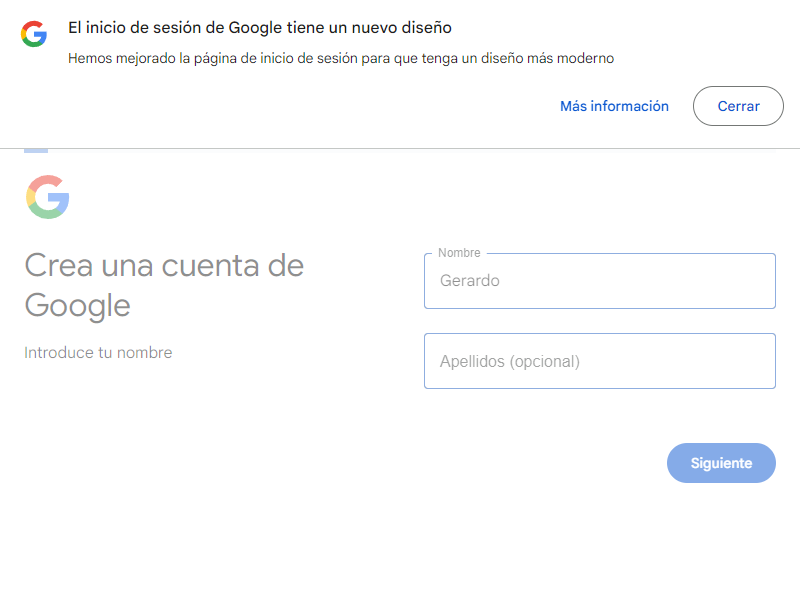 El inicio de sesión de Google tiene un nuevo diseño
Hemos mejorado la página de inicio de sesión para que tenga un diseño más moderno
Más información
Cerrar
Crea una cuenta de
Google
Introduce tu nombre
Nombre
Gerardo
Apellidos (opcional)
Siguiente